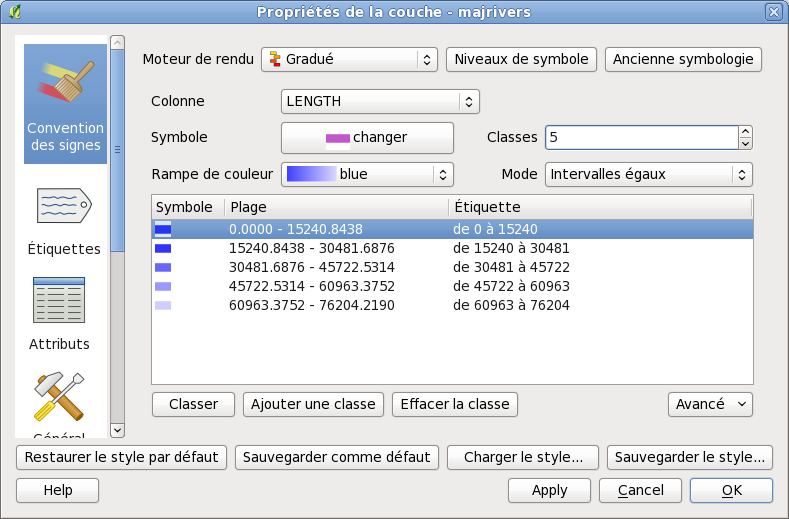 Propriétés de la couche - majrivers
Convention
des signes
Étiquettes
Attributs
Général
Moteur de rendu Gradué Niveaux de symbole Ancienne symbologie
Colonne LENGTH
Symbole changer Classes 5
Rampe de couleur blue Mode Intervalles égaux
Symbole Plage Étiquette
0.0000 - 15240.8438 de 0 à 15240
15240.8438 - 30481.6876 de 15240 à 30481
30481.6876 - 45722.5314 de 30481 à 45722
45722.5314 - 60963.3752 de 45722 à 60963
60963.3752 - 76204.2190 de 60963 à 76204
Classer Ajouter une classe Effacer la classe Avancé
Restaurer le style par défaut Sauvegarder comme défaut Charger le style... Sauvegarder le style...
Help Apply Cancel OK